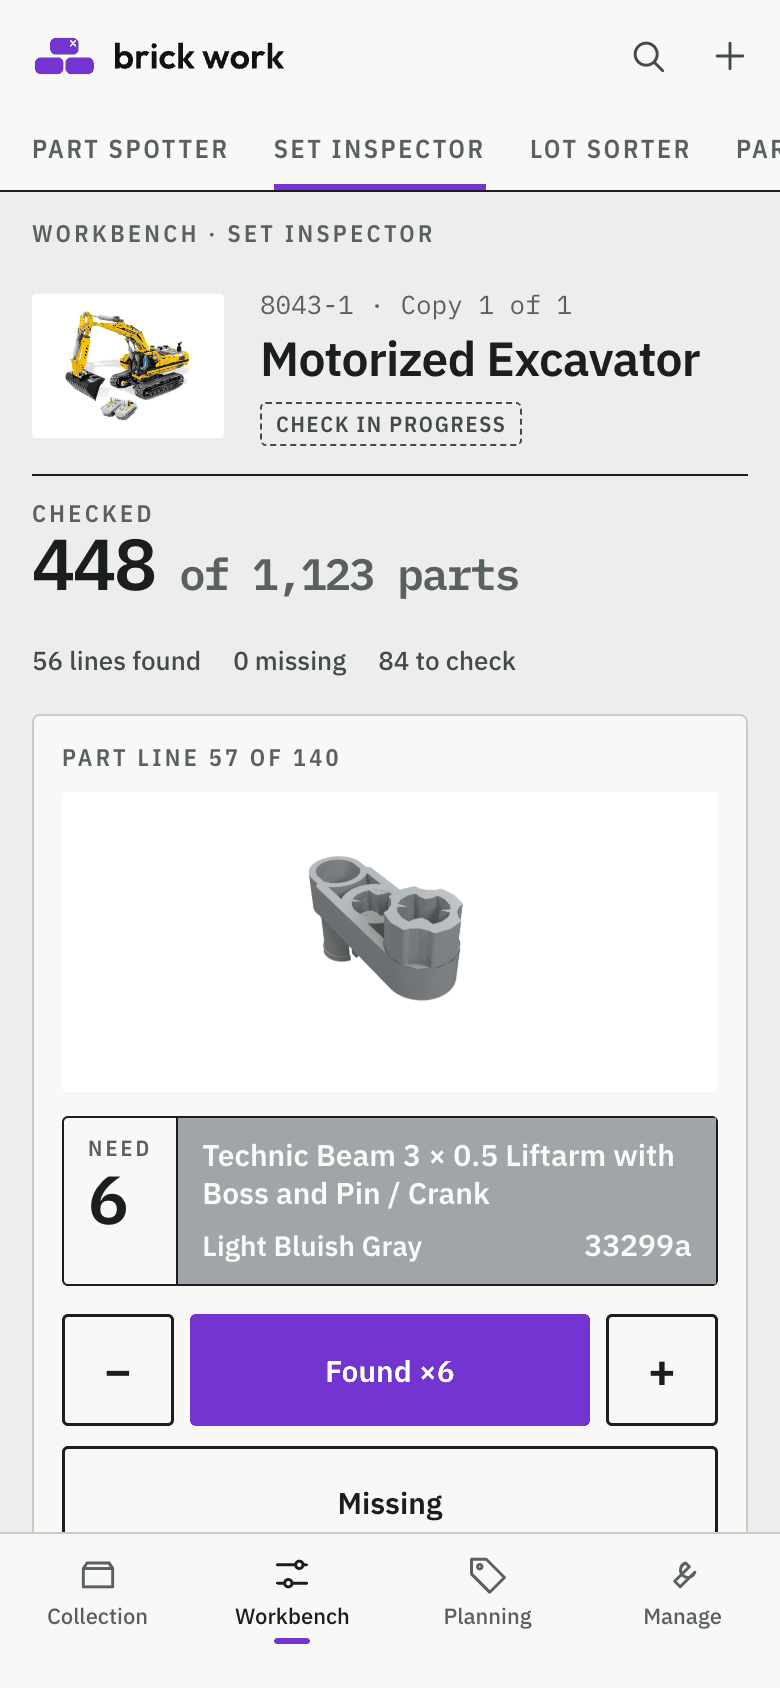 brick work
PART SPOTTER SET INSPECTOR LOT SORTER PAR
WORKBENCH · SET INSPECTOR
8043-1 · Copy 1 of 1
Motorized Excavator
CHECK IN PROGRESS
CHECKED
448 of 1,123 parts
56 lines found 0 missing 84 to check
PART LINE 57 OF 140
NEED
6
Technic Beam 3 × 0.5 Liftarm with
Boss and Pin / Crank
Light Bluish Gray 33299a
− Found ×6 +
Missing
Collection Workbench Planning Manage